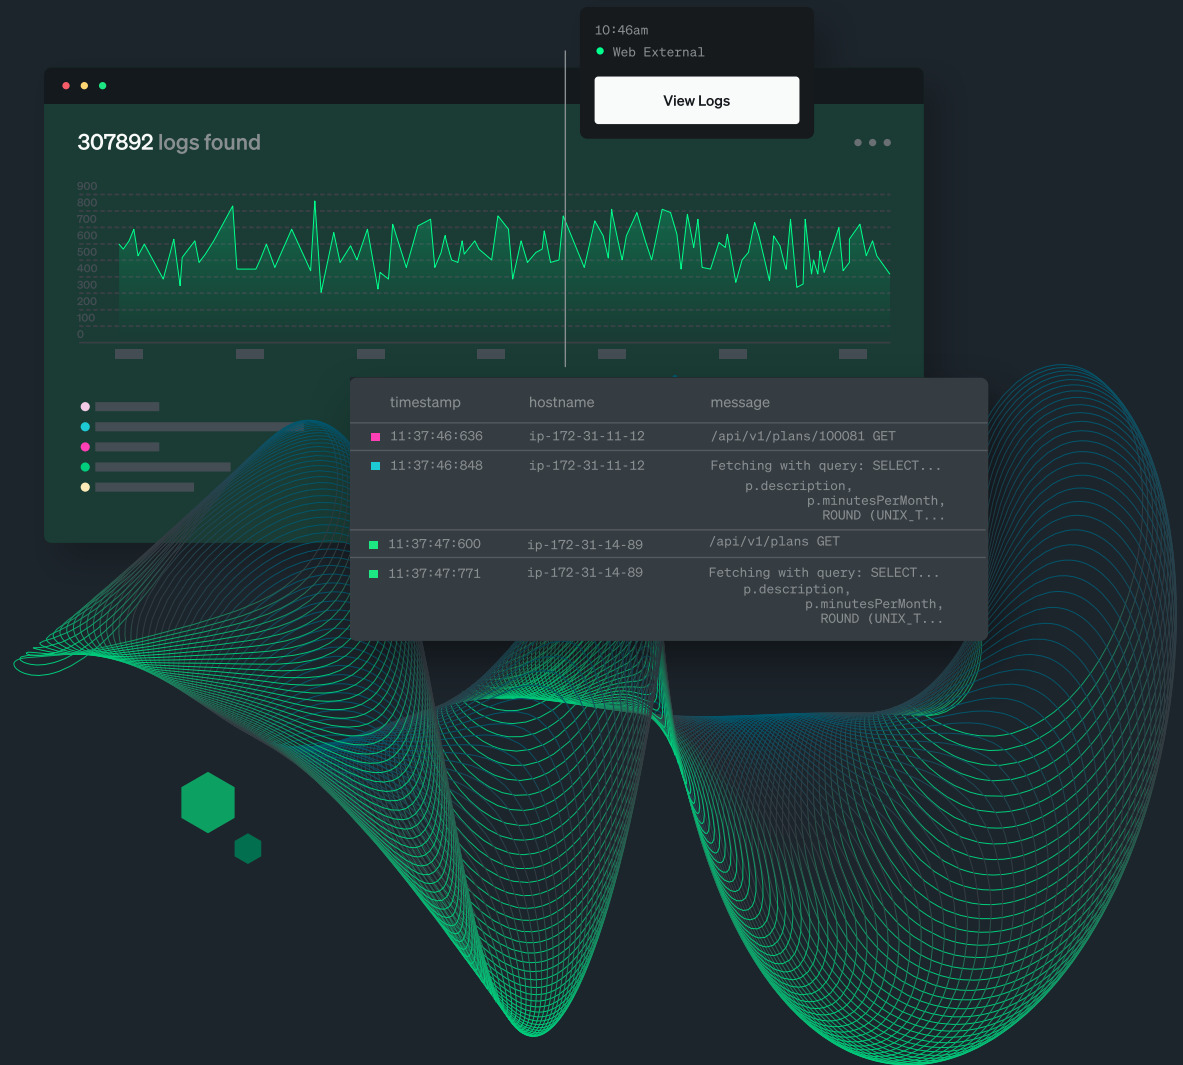 10:46am
Web External
View Logs
307892 logs found
900
800
700
600
500
400
300
200
100
0
timestamp hostname message
11:37:46:636 ip-172-31-11-12 /api/v1/plans/100081 GET
11:37:46:848 ip-172-31-11-12 Fetching with query: SELECT...
p.description,
p.minutesPerMonth,
ROUND (UNIX_T...
11:37:47:600 ip-172-31-14-89 /api/v1/plans GET
11:37:47:771 ip-172-31-14-89 Fetching with query: SELECT...
p.description,
p.minutesPerMonth,
ROUND (UNIX_T...